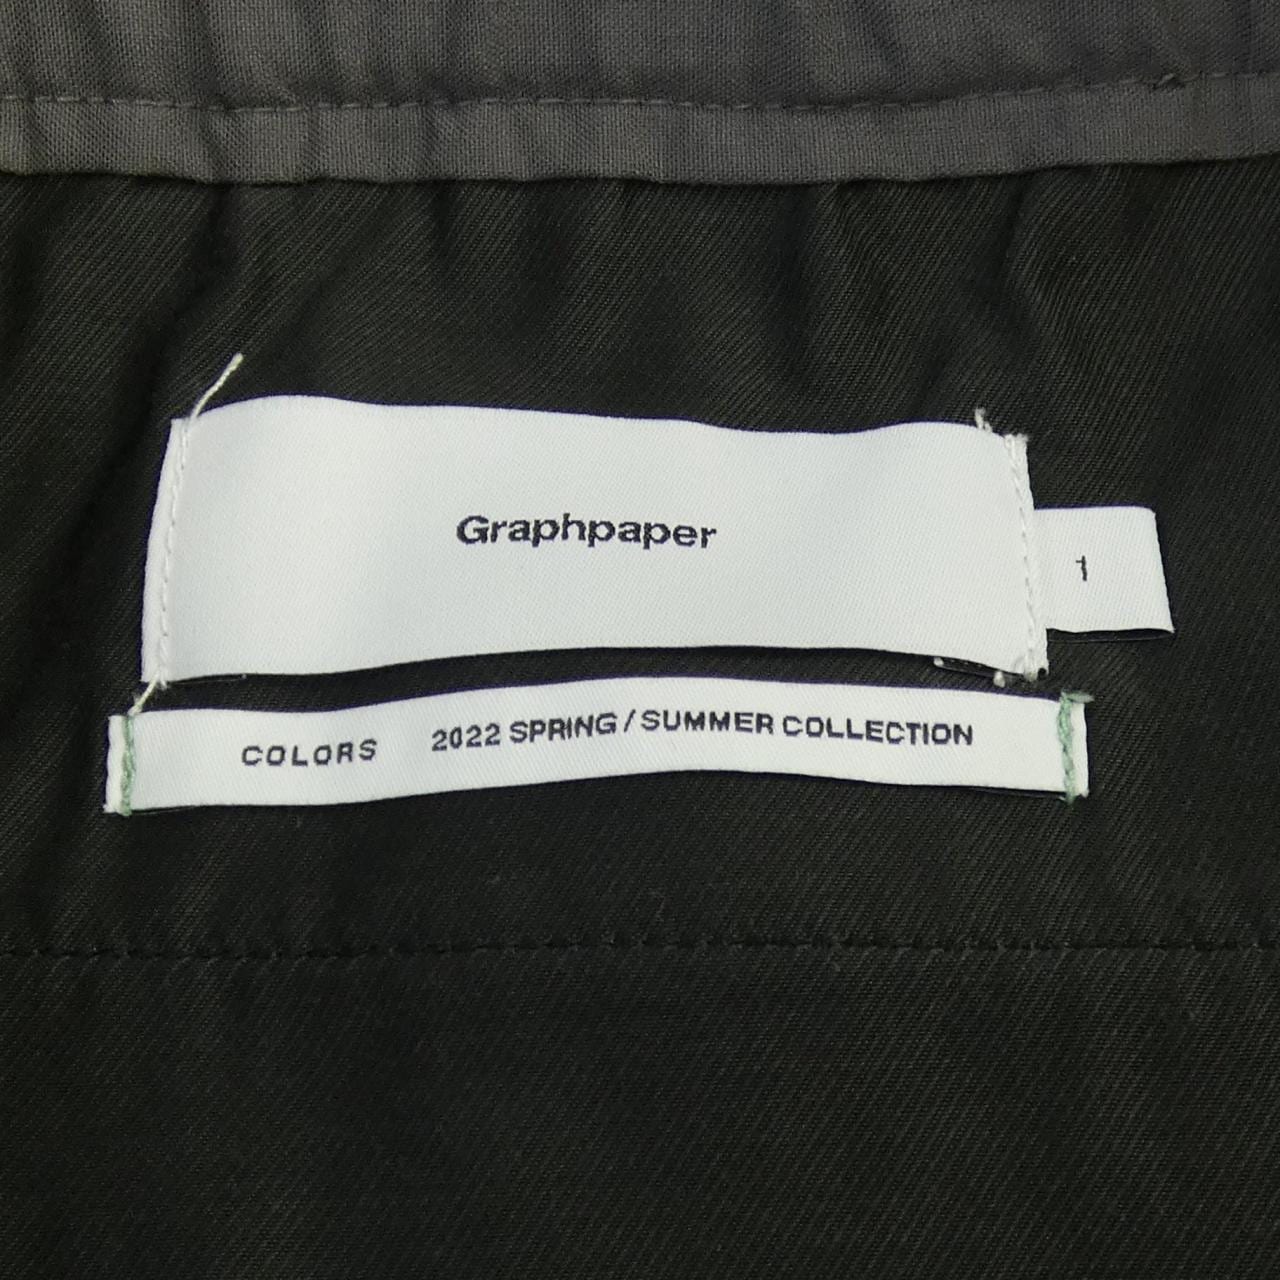 Graphpaper
1
COLORS 2022 SPRING / SUMMER COLLECTION